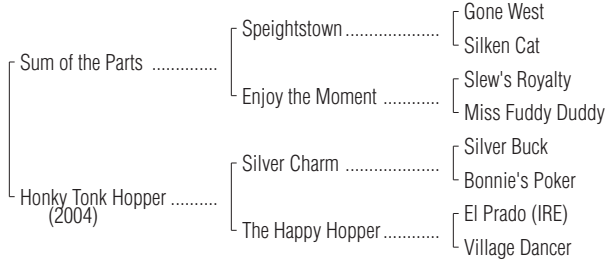 Gone West
Speightstown....................
Silken Cat
Sum of the Parts ..............
Slew's Royalty
Enjoy the Moment ............
Miss Fuddy Duddy
Silver Buck
Silver Charm ....................
Bonnie's Poker
Honky Tonk Hopper ..........
(2004)
El Prado (IRE)
The Happy Hopper............
Village Dancer